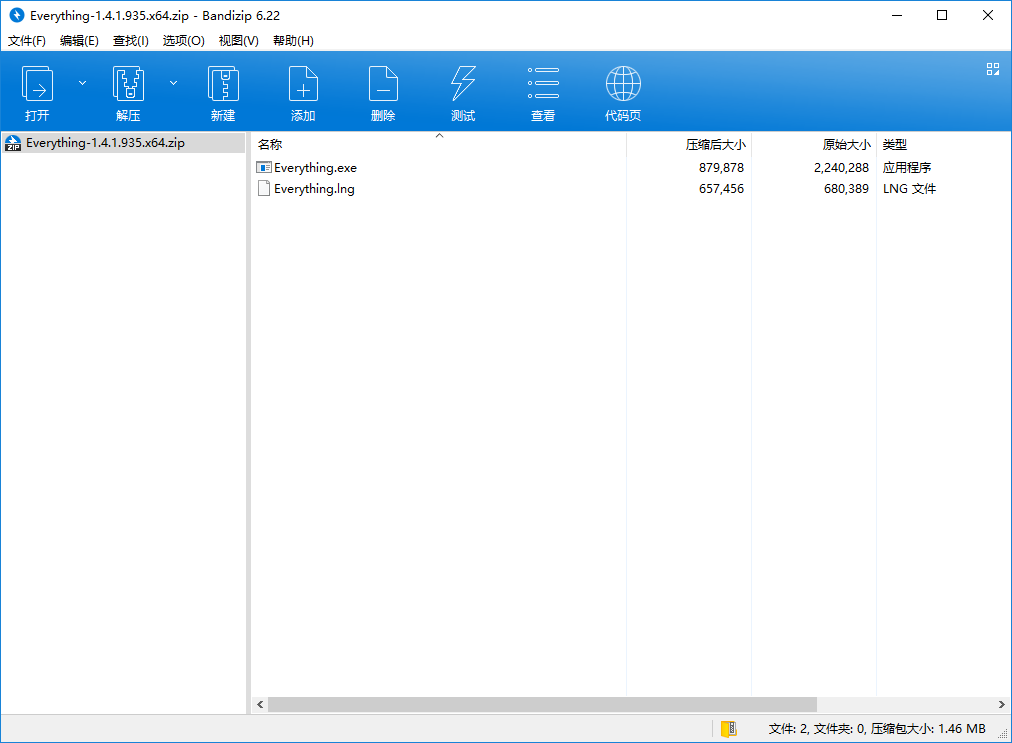 Everything-1.4.1.935.x64.zip - Bandizip 6.22
文件(F) 编辑(E) 查找(I) 选项(O) 视图(V) 帮助(H)
打开 解压 新建 添加 删除 测试 查看 代码页
ZIP Everything-1.4.1.935.x64.zip
名称 压缩后大小 原始大小 类型
Everything.exe 879,878 2,240,288 应用程序
Everything.lng 657,456 680,389 LNG 文件
文件: 2, 文件夹: 0, 压缩包大小: 1.46 MB